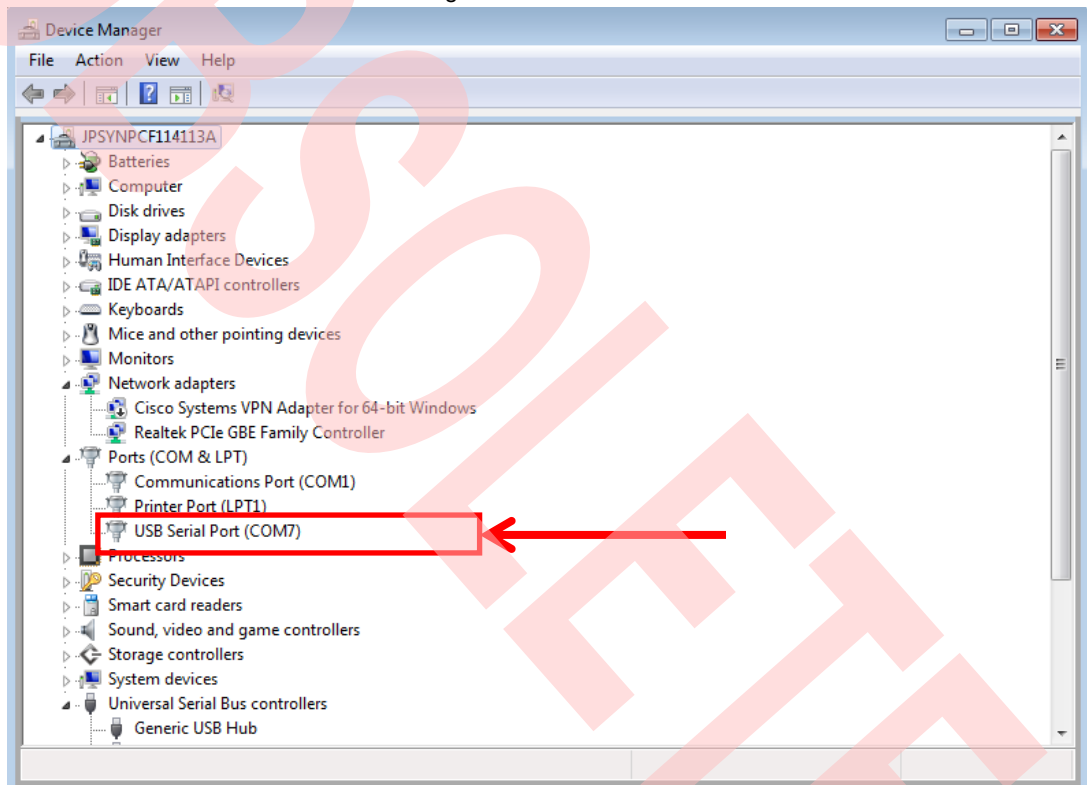 Device Manager
File Action View Help
JPSYNPCF114113A
Batteries
Computer
Disk drives
Display adapters
Human Interface Devices
IDE ATA/ATAPI controllers
Keyboards
Mice and other pointing devices
Monitors
Network adapters
Cisco Systems VPN Adapter for 64-bit Windows
Realtek PCIe GBE Family Controller
Ports (COM & LPT)
Communications Port (COM1)
Printer Port (LPT1)
USB Serial Port (COM7)
Processors
Security Devices
Smart card readers
Sound, video and game controllers
Storage controllers
System devices
Universal Serial Bus controllers
Generic USB Hub